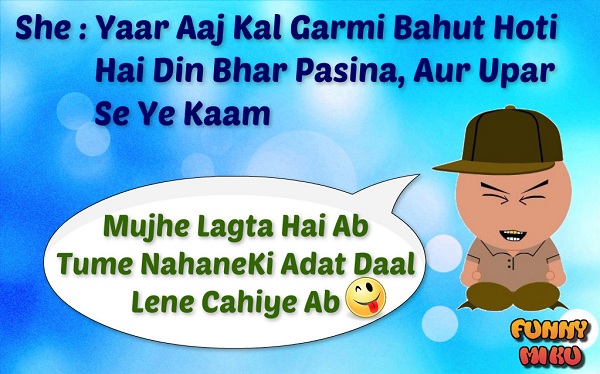 She : Yaar Aaj Kal Garmi Bahut Hoti
Hai Din Bhar Pasina, Aur Upar
Se Ye Kaam
Mujhe Lagta Hai Ab
Tume NahaneKi Adat Daal
Lene Cahiye Ab
FUNNY
MIKU